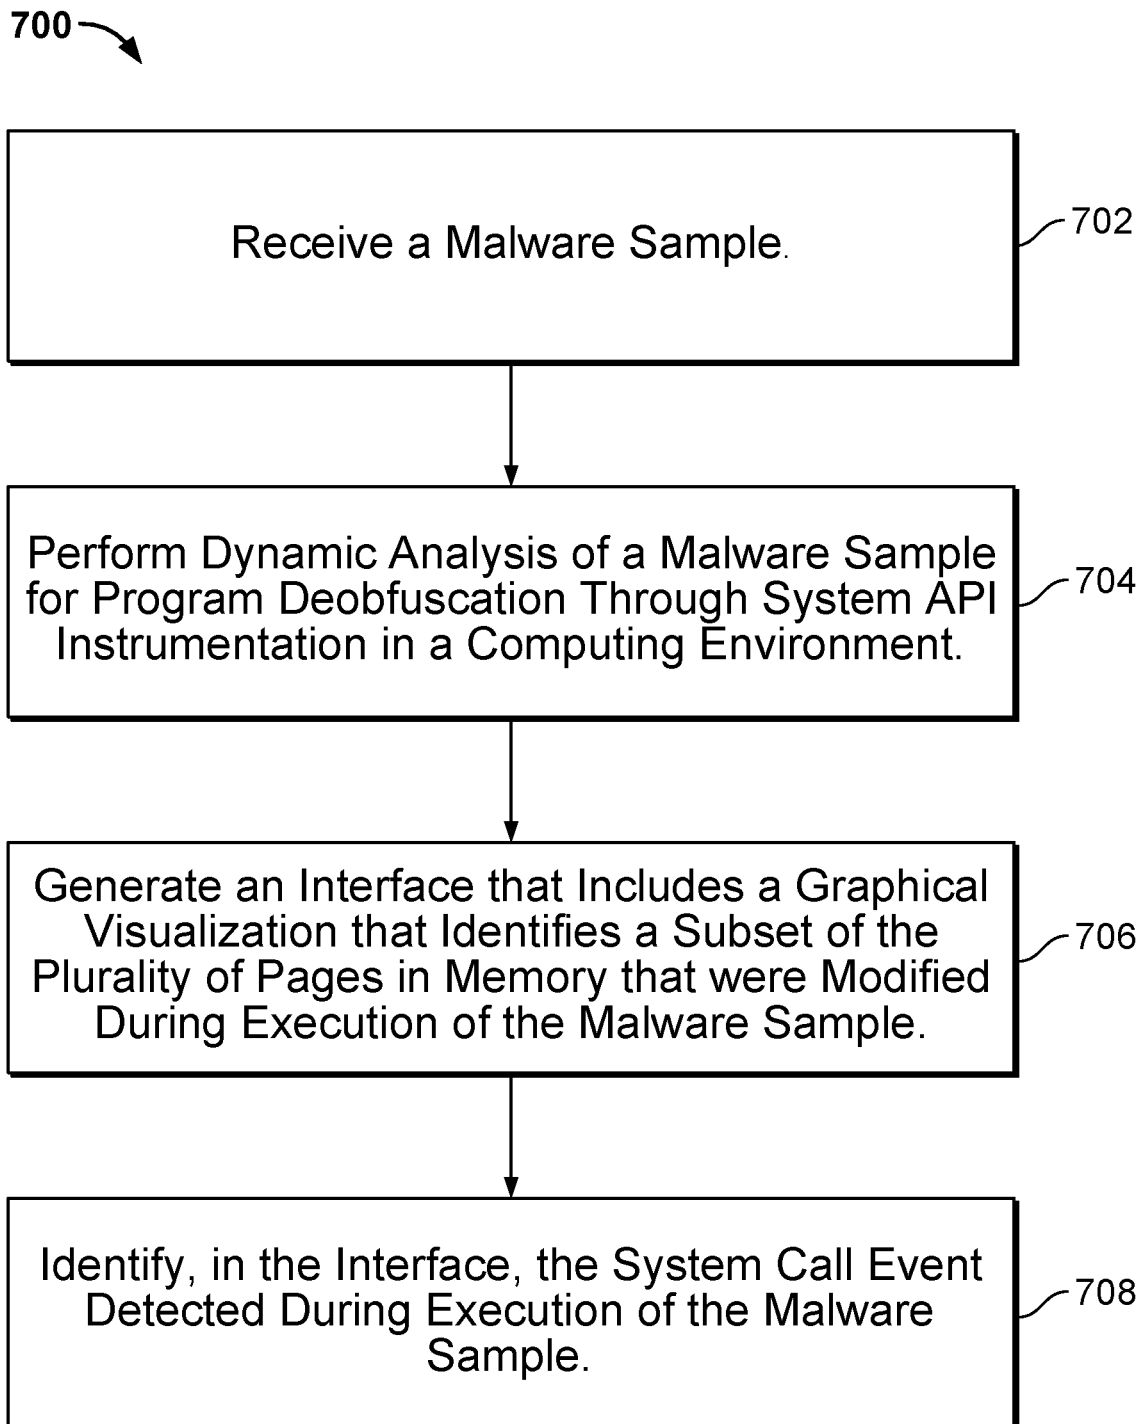 700
Receive a Malware Sample.
702
Perform Dynamic Analysis of a Malware Sample
for Program Deobfuscation Through System API
Instrumentation in a Computing Environment.
704
Generate an Interface that Includes a Graphical
Visualization that Identifies a Subset of the
Plurality of Pages in Memory that were Modified
During Execution of the Malware Sample.
706
Identify, in the Interface, the System Call Event
Detected During Execution of the Malware
Sample.
708